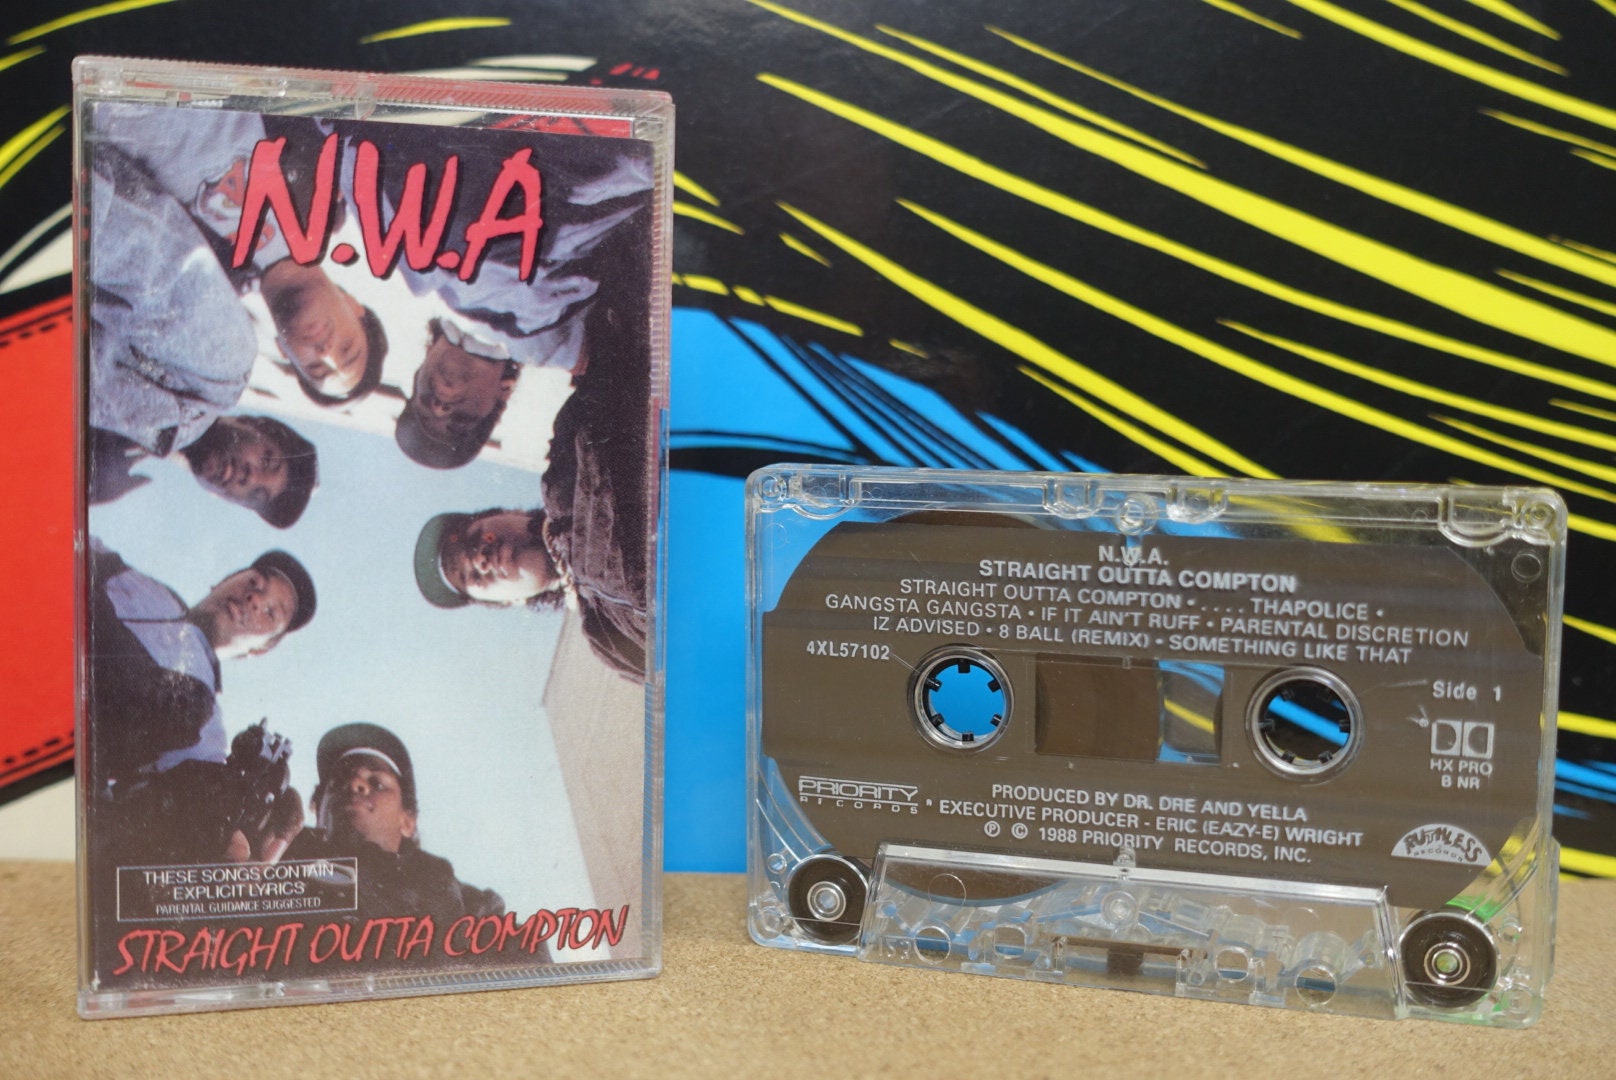 N.W.A
THESE SONGS CONTAIN
EXPLICIT LYRICS
PARENTAL GUIDANCE SUGGESTED
STRAIGHT OUTTA COMPTON
N.W.A.
STRAIGHT OUTTA COMPTON
STRAIGHT OUTTA COMPTON • . . . . THAPOLICE •
GANGSTA GANGSTA • IF IT AIN'T RUFF • PARENTAL DISCRETION
IZ ADVISED • 8 BALL (REMIX) • SOMETHING LIKE THAT
4XL57102
Side 1
HX PRO
B NR
PRIORITY
RECORDS
PRODUCED BY DR. DRE AND YELLA
EXECUTIVE PRODUCER - ERIC (EAZY-E) WRIGHT
℗ © 1988 PRIORITY RECORDS, INC.
RUTHLESS
RECORDS